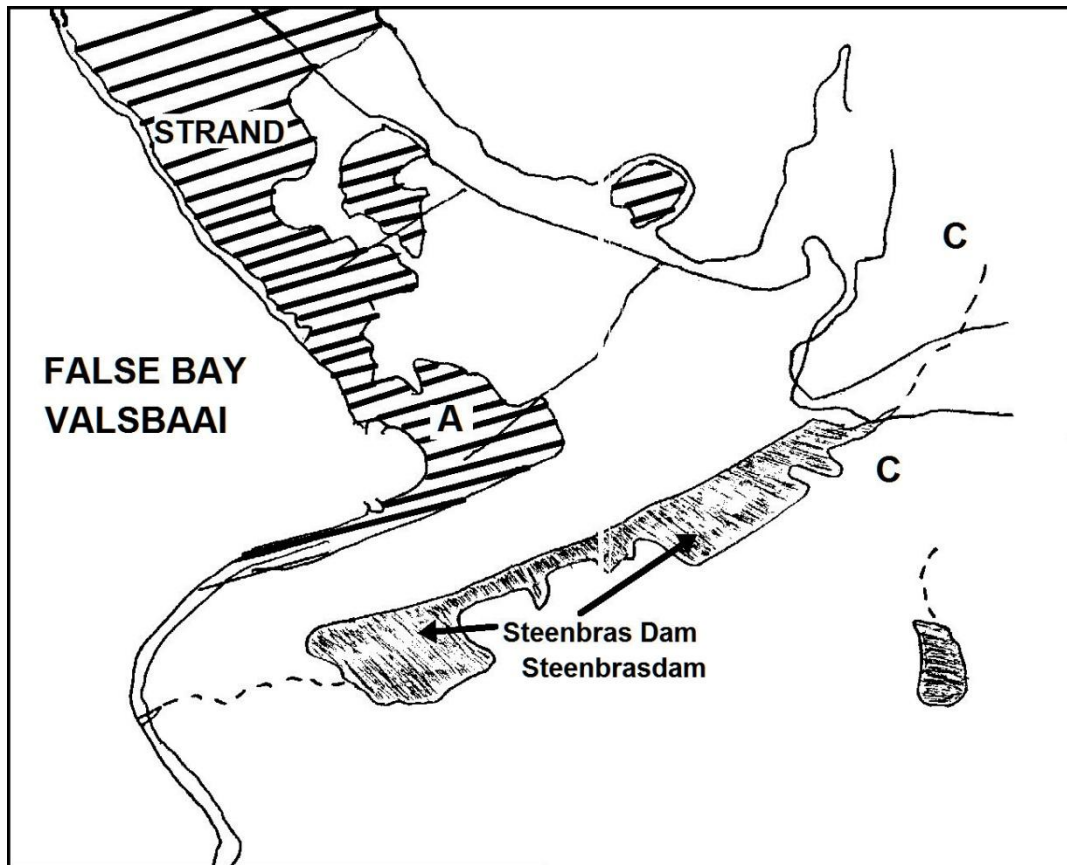 STRAND
C
FALSE BAY
VALSBAAI
A
C
Steenbras Dam
Steenbrasdam